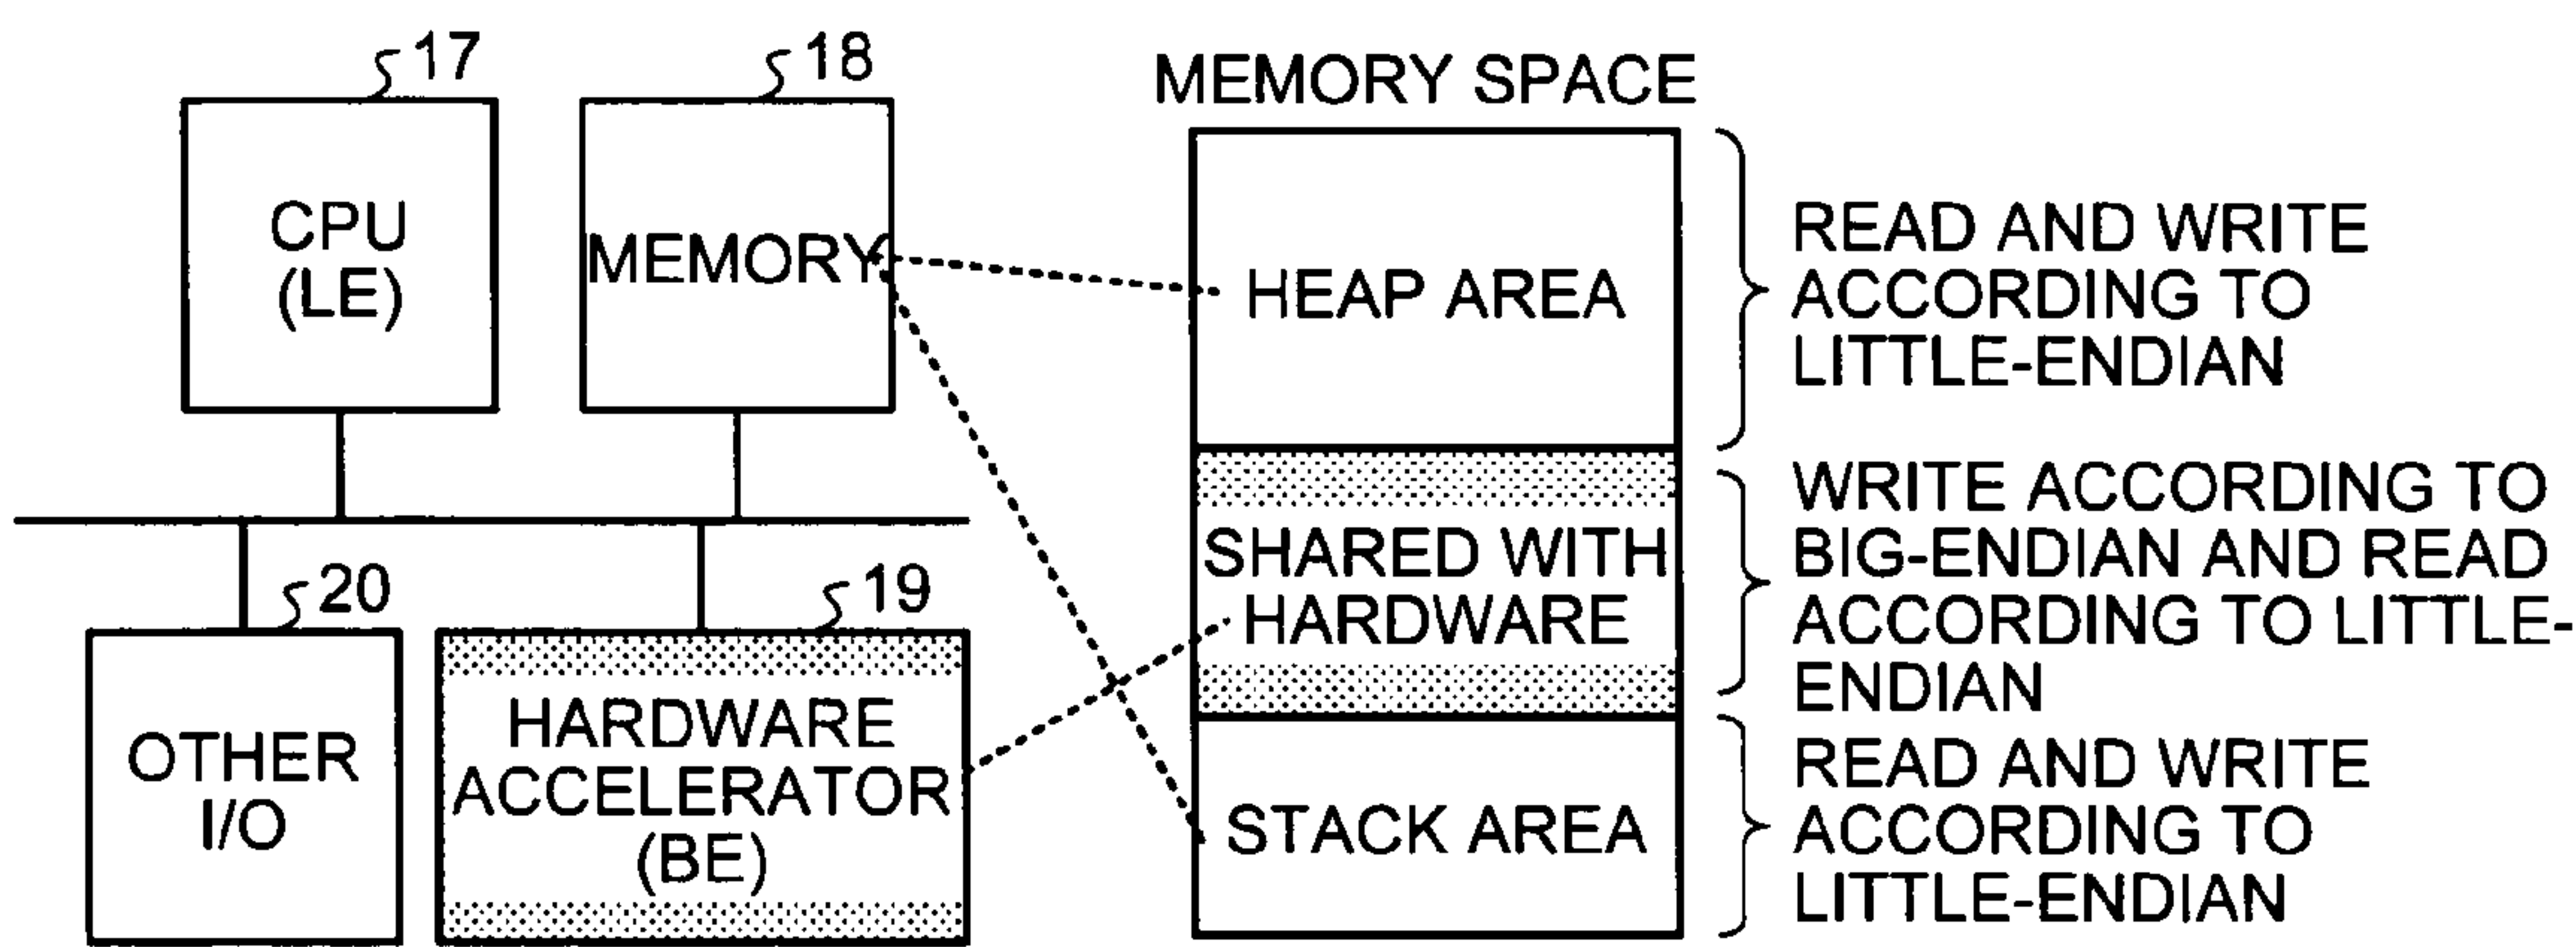 17
18
CPU
(LE)
MEMORY
20
19
OTHER
I/O
HARDWARE
ACCELERATOR
(BE)
MEMORY SPACE
HEAP AREA
SHARED WITH
HARDWARE
STACK AREA
READ AND WRITE
ACCORDING TO
LITTLE-ENDIAN
WRITE ACCORDING TO
BIG-ENDIAN AND READ
ACCORDING TO LITTLE-
ENDIAN
READ AND WRITE
ACCORDING TO
LITTLE-ENDIAN